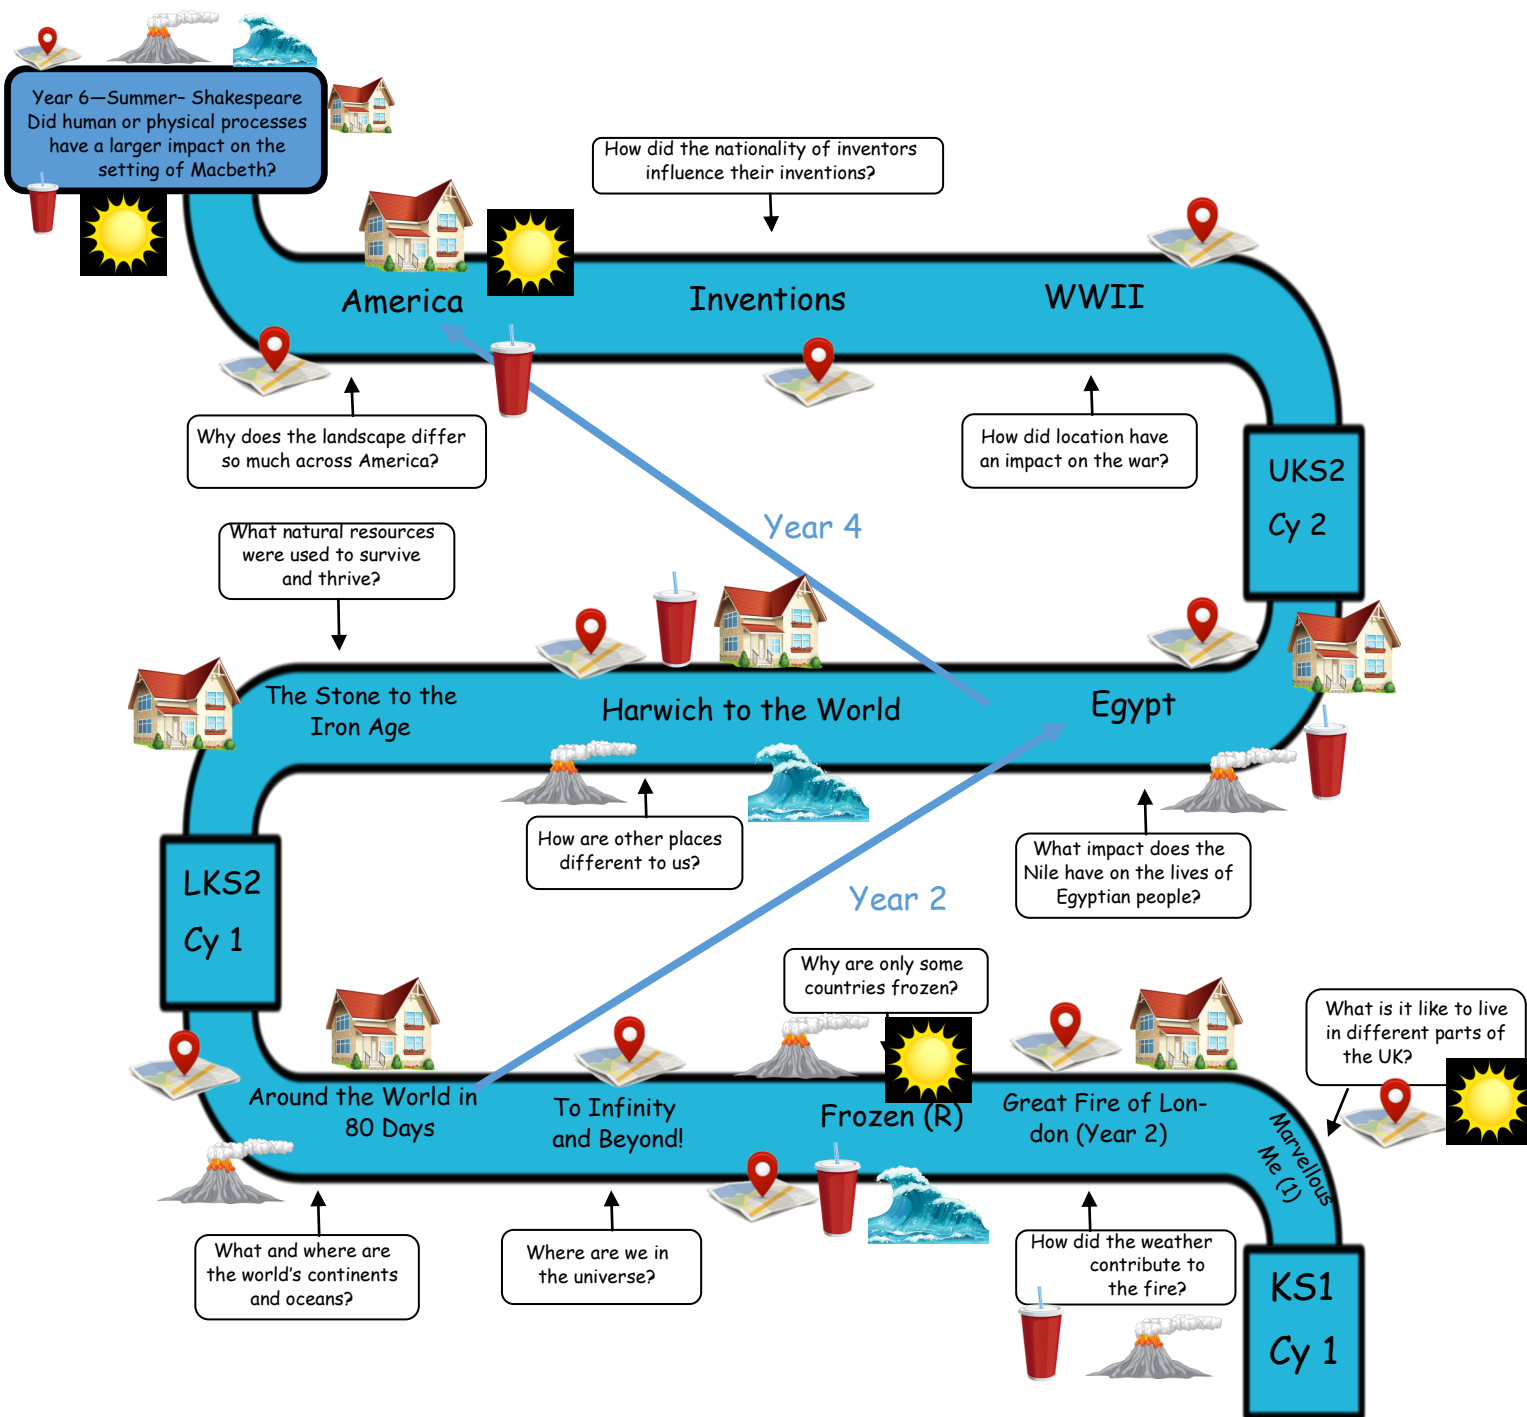 Year 6—Summer– Shakespeare
Did human or physical processes
have a larger impact on the
setting of Macbeth?
How did the nationality of inventors
influence their inventions?
America
Inventions
WWII
Why does the landscape differ
so much across America?
How did location have
an impact on the war?
UKS2
Cy 2
Year 4
What natural resources
were used to survive
and thrive?
The Stone to the
Iron Age
Harwich to the World
Egypt
How are other places
different to us?
What impact does the
Nile have on the lives of
Egyptian people?
LKS2
Cy 1
Year 2
Why are only some
countries frozen?
What is it like to live
in different parts of
the UK?
Around the World in
80 Days
To Infinity
and Beyond!
Frozen (R)
Great Fire of Lon-
don (Year 2)
Marvellous
Me (1)
What and where are
the world's continents
and oceans?
Where are we in
the universe?
How did the weather
contribute to
the fire?
KS1
Cy 1